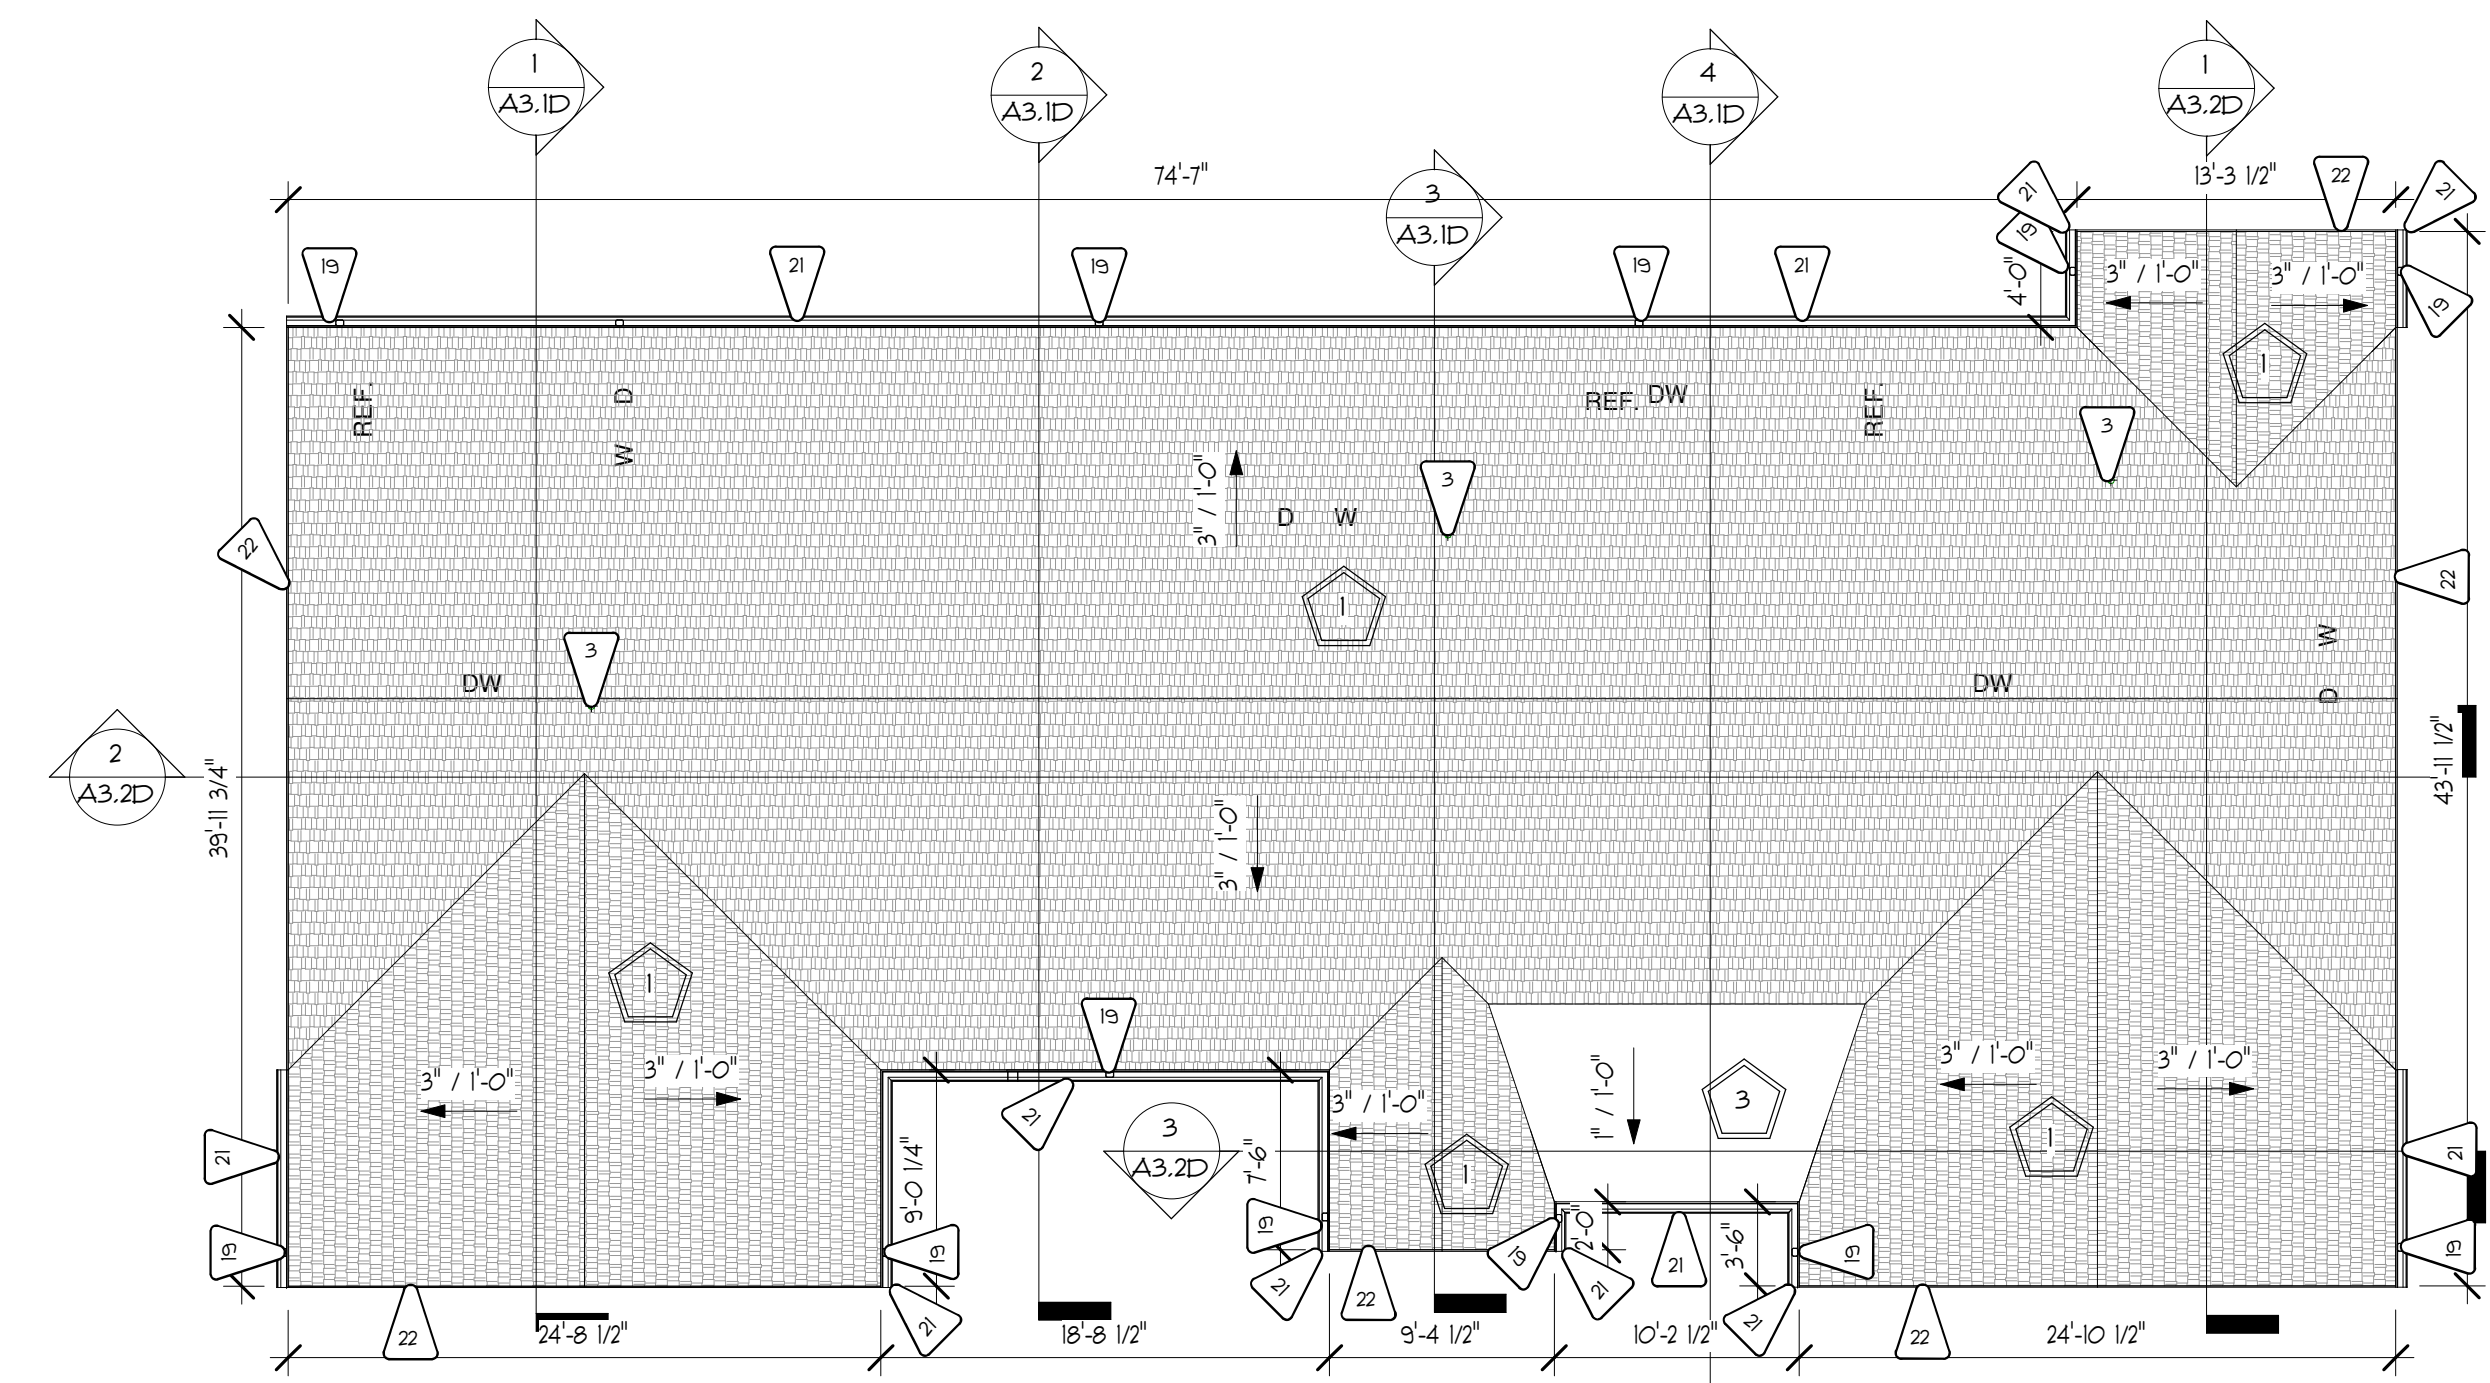 1
A3.1D
2
A3.1D
4
A3.1D
1
A3.2D
74'-7"
3
A3.1D
13'-3 1/2"
22
21
21
19
19
21
19
19
21
4'-0"
3" / 1'-0"
3" / 1'-0"
19
1
REF.
D
W
REF.
DW
REF.
3
3" / 1'-0"
D
W
3
22
22
1
3
W
D
DW
DW
2
A3.2D
39'-11 3/4"
43'-11 1/2"
3" / 1'-0"
1
19
3" / 1'-0"
3" / 1'-0"
21
3" / 1'-0"
1" / 1'-0"
3
3" / 1'-0"
3" / 1'-0"
1
3
A3.2D
7'-6"
1
21
21
9'-0 1/4"
19
19
19
19
2'-0"
21
3'-6"
19
19
21
22
21
21
21
22
22
24'-8 1/2"
18'-8 1/2"
9'-4 1/2"
10'-2 1/2"
24'-10 1/2"